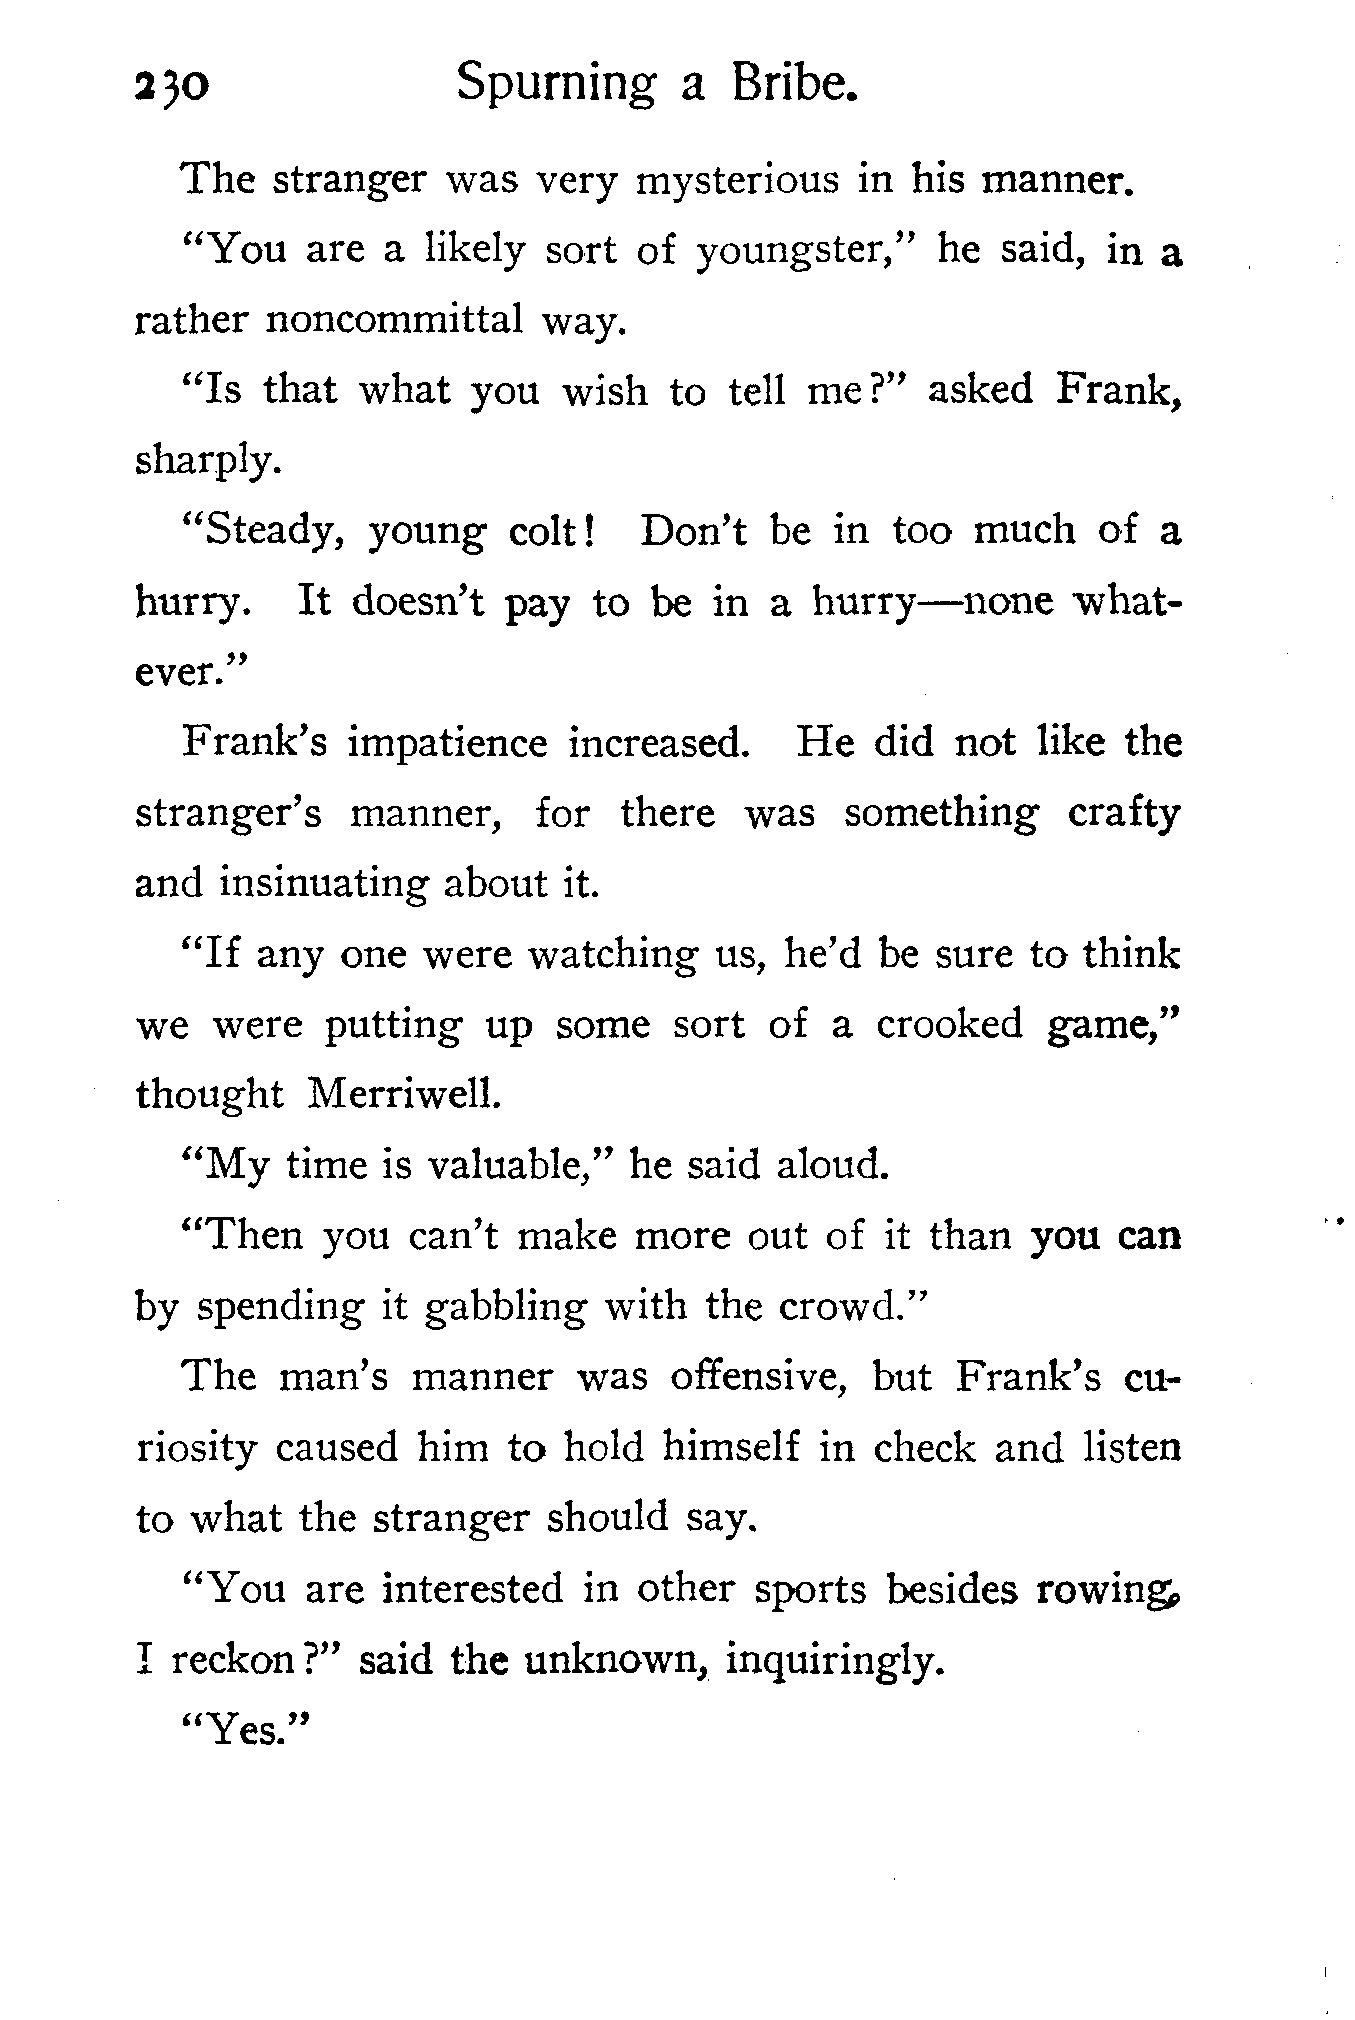 230 Spurning a Bribe.
The stranger was very mysterious in his manner.
“You are a likely sort of youngster,” he said, in a
rather noncommittal way.
“Is that what you wish to tell me?” asked Frank,
sharply.
“Steady, young colt! Don’t be in too much of a
hurry. It doesn’t pay to be in a hurry—none what-
ever.”
Frank’s impatience increased. He did not like the
stranger’s manner, for there was something crafty
and insinuating about it.
“If any one were watching us, he’d be sure to think
we were putting up some sort of a crooked game,”
thought Merriwell.
“My time is valuable,” he said aloud.
“Then you can’t make more out of it than you can
by spending it gabbling with the crowd.”
The man’s manner was offensive, but Frank’s cu-
riosity caused him to hold himself in check and listen
to what the stranger should say.
“You are interested in other sports besides rowing,
I reckon?” said the unknown, inquiringly.
“Yes.”